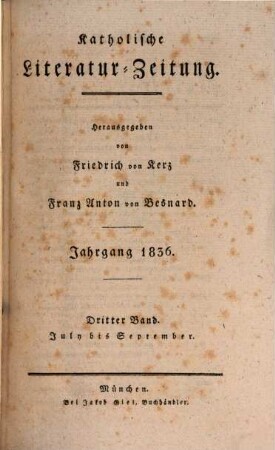 Katholische
Literatur-Zeitung.
Herausgegeben
von
Friedrich von Kerz
und
Franz Anton von Besnard.
Jahrgang 1836.
Dritter Band.
July bis September.
München.
Bei Jakob Giel, Buchhändler.